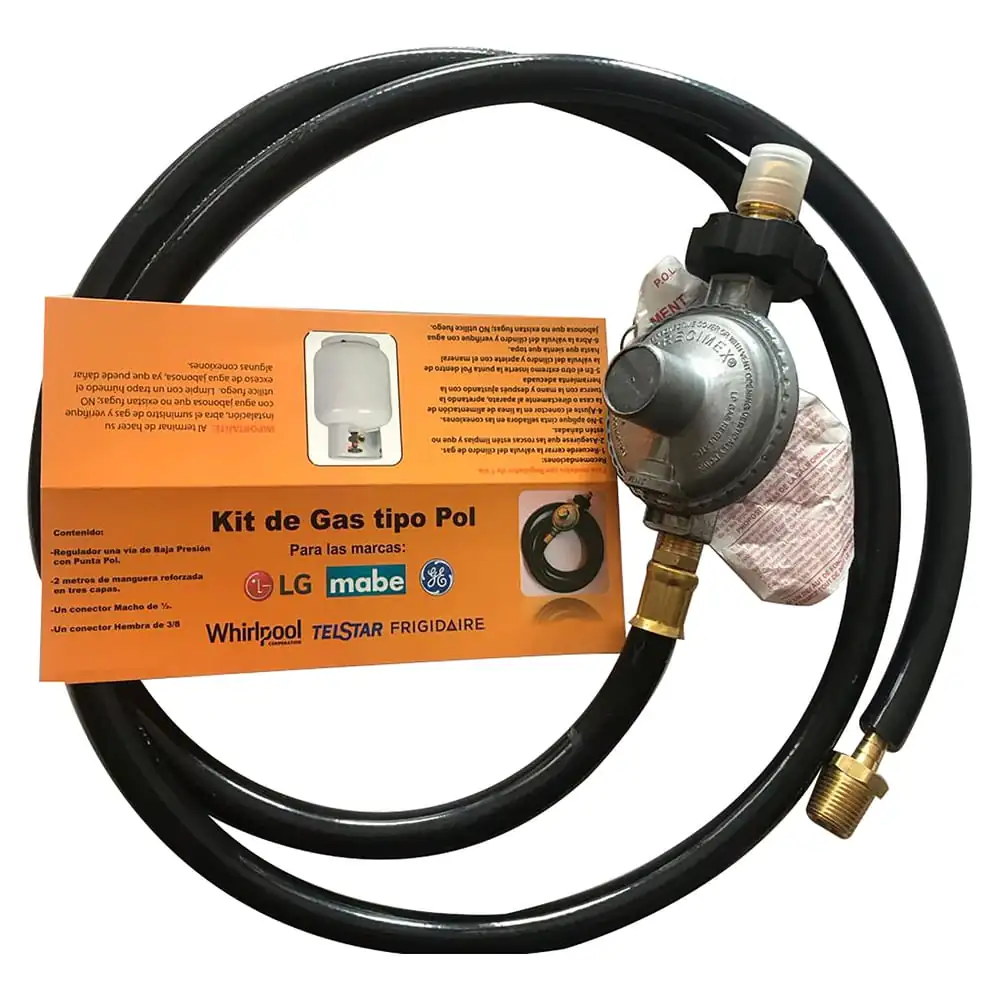 Kit de Gas tipo Pol
Para las marcas:
LG
mabe
GE
Whirlpool
CORPORATION
TELSTAR
FRIGIDAIRE
Contenido:
-Regulador una vía de Baja Presión
con Punta Pol.
-2 metros de manguera reforzada
en tres capas.
-Un conector Macho de ½.
-Un conector Hembra de 3/8
IMPORTANTE: Al terminar de hacer su
instalación, abra el suministro de gas y verifique
con agua jabonosa que no existan fugas; NO
utilice fuego. Limpie con un trapo húmedo el
exceso de agua jabonosa, ya que puede dañar
algunas conexiones.
Recomendaciones:
1-Recuerde cerrar la válvula del cilindro de gas.
2-Asegúrese que las roscas estén limpias y que no
estén dañadas.
3-No aplique cinta selladora en las conexiones.
4-Ajuste el conector en la línea de alimentación de
la casa o directamente al aparato, apretando la
tuerca con la mano y después ajustando con la
herramienta adecuada
5-En el otro extremo inserte la punta Pol dentro de
la válvula del cilindro y apriete con el maneral
hasta que sienta que topa.
6-Abra la válvula del cilindro y verifique con agua
jabonosa que no existan fugas; NO utilice fuego.
P.O.L.
MENT
RECIMEX®